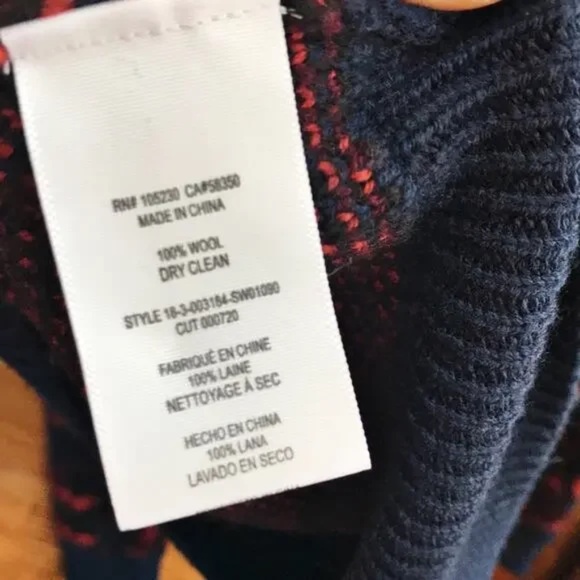 RN# 105230 CA#58350
MADE IN CHINA
100% WOOL
DRY CLEAN
STYLE 18-3-003184-SW01090
CUT 000720
FABRIQUÉ EN CHINE
100% LAINE
NETTOYAGE À SEC
HECHO EN CHINA
100% LANA
LAVADO EN SECO